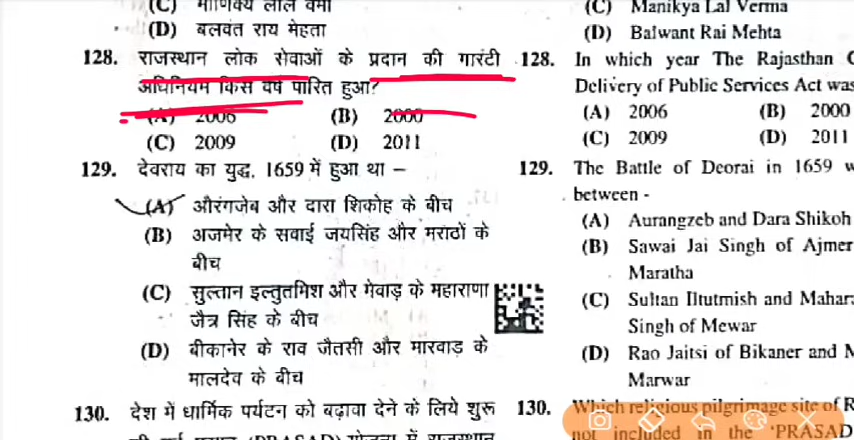 (C) माणिक्य लाल वर्मा
(D) बलवंत राय मेहता
128. राजस्थान लोक सेवाओं के प्रदान की गारंटी
अधिनियम किस वर्ष पारित हुआ?
(A) 2006 (B) 2000
(C) 2009 (D) 2011
129. देवराय का युद्ध, 1659 में हुआ था –
(A) औरंगजेब और दारा शिकोह के बीच
(B) अजमेर के सवाई जयसिंह और मराठों के
बीच
(C) सुल्तान इल्तुतमिश और मेवाड़ के महाराणा
जैत्र सिंह के बीच
(D) बीकानेर के राव जैतसी और मारवाड़ के
मालदेव के बीच
130. देश में धार्मिक पर्यटन को बढ़ावा देने के लिये शुरू
(C) Manikya Lal Verma
(D) Balwant Rai Mehta
128. In which year The Rajasthan
Delivery of Public Services Act was
(A) 2006 (B) 2000
(C) 2009 (D) 2011
129. The Battle of Deorai in 1659 w
between -
(A) Aurangzeb and Dara Shikoh
(B) Sawai Jai Singh of Ajmer
Maratha
(C) Sultan Iltutmish and Mahar
Singh of Mewar
(D) Rao Jaitsi of Bikaner and M
Marwar
130. Which religious pilgrimage site of R
not included in the 'PRASAD